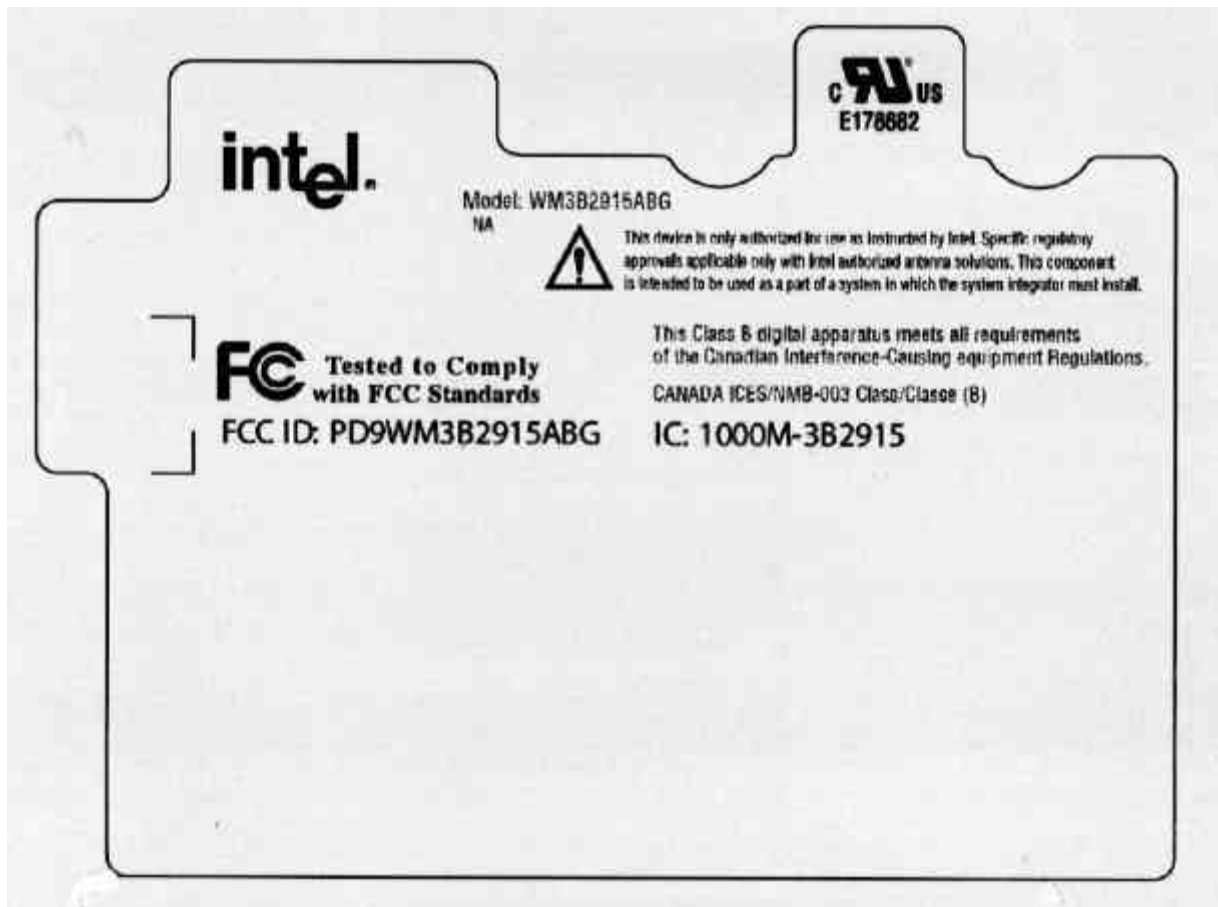 C UR US
E178682
intel.
Model: WM3B2915ABG
NA
This device is only authorized for use as instructed by Intel. Specific regulatory
approvals applicable only with Intel authorized antenna solutions. This component
is intended to be used as a part of a system in which the system integrator must install.
This Class B digital apparatus meets all requirements
of the Canadian Interference-Causing equipment Regulations.
FC Tested to Comply
with FCC Standards
CANADA ICES/NMB-003 Class/Classe (B)
FCC ID: PD9WM3B2915ABG
IC: 1000M-3B2915